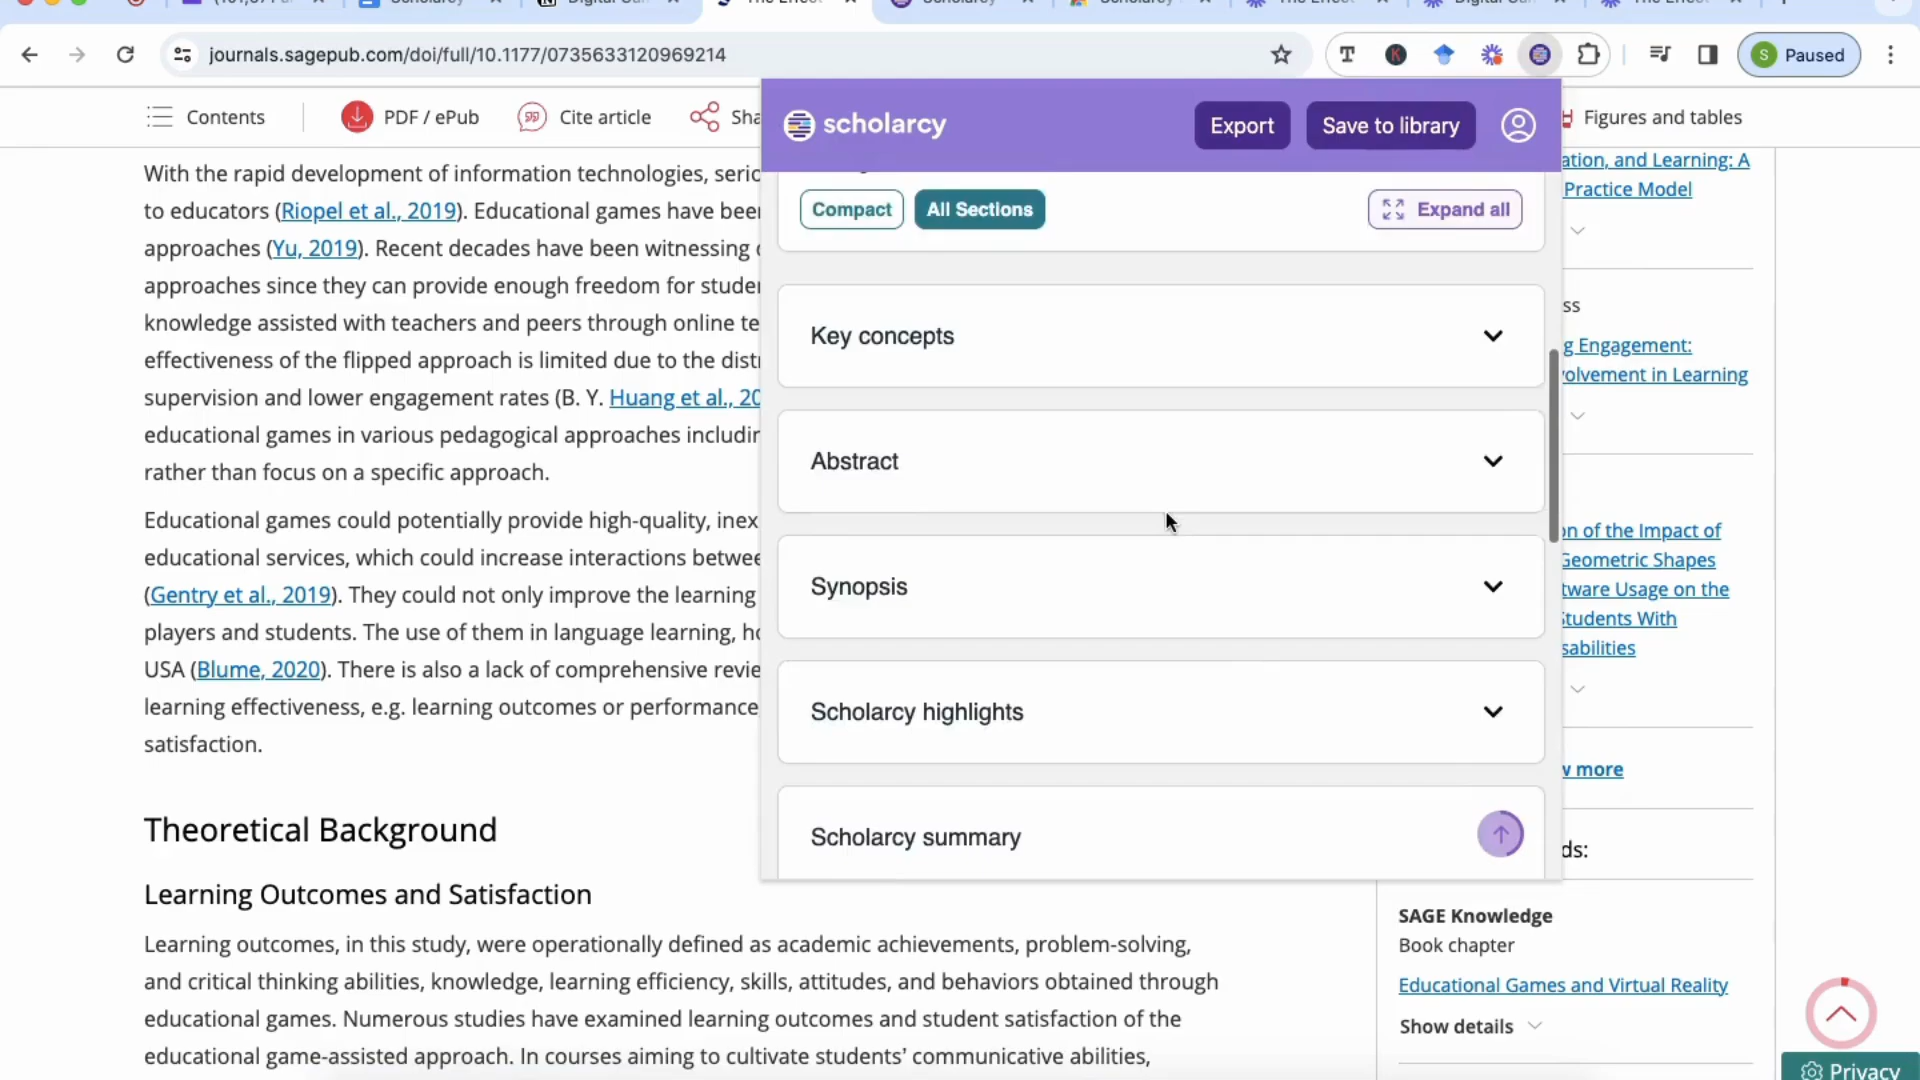 journals.sagepub.com/doi/full/10.1177/0735633120969214
T
K
S Paused
Contents
PDF / ePub
Cite article
Sha
Figures and tables
scholarcy
Export
Save to library
Compact
All Sections
Expand all
Key concepts
Abstract
Synopsis
Scholarcy highlights
Scholarcy summary
With the rapid development of information technologies, serio
to educators (Riopel et al., 2019). Educational games have bee
approaches (Yu, 2019). Recent decades have been witnessing
approaches since they can provide enough freedom for stude
knowledge assisted with teachers and peers through online te
effectiveness of the flipped approach is limited due to the dist
supervision and lower engagement rates (B. Y. Huang et al., 20
educational games in various pedagogical approaches includin
rather than focus on a specific approach.
Educational games could potentially provide high-quality, inex
educational services, which could increase interactions betwee
(Gentry et al., 2019). They could not only improve the learning
players and students. The use of them in language learning, ho
USA (Blume, 2020). There is also a lack of comprehensive revie
learning effectiveness, e.g. learning outcomes or performance
satisfaction.
Theoretical Background
Learning Outcomes and Satisfaction
Learning outcomes, in this study, were operationally defined as academic achievements, problem-solving,
and critical thinking abilities, knowledge, learning efficiency, skills, attitudes, and behaviors obtained through
educational games. Numerous studies have examined learning outcomes and student satisfaction of the
educational game-assisted approach. In courses aiming to cultivate students’ communicative abilities,
ation, and Learning: A
Practice Model
ss
g Engagement:
volvement in Learning
on of the Impact of
Geometric Shapes
tware Usage on the
Students With
sabilities
w more
ds:
SAGE Knowledge
Book chapter
Educational Games and Virtual Reality
Show details
Privacy